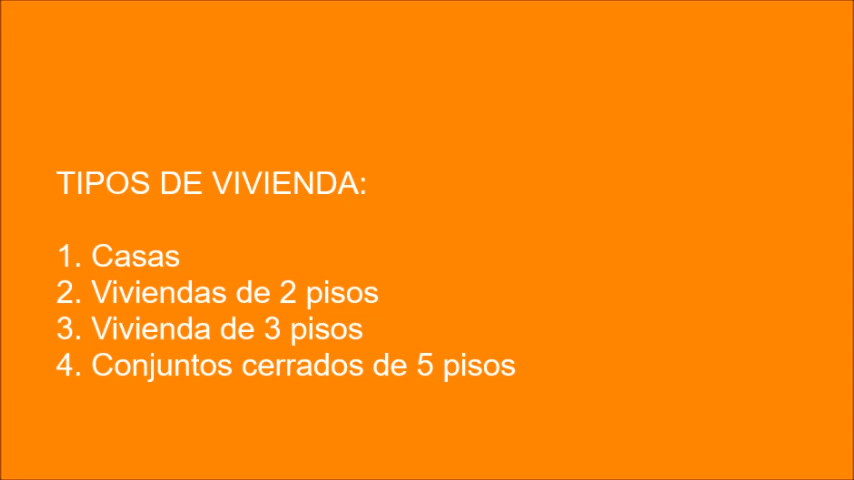 TIPOS DE VIVIENDA:
1. Casas
2. Viviendas de 2 pisos
3. Vivienda de 3 pisos
4. Conjuntos cerrados de 5 pisos